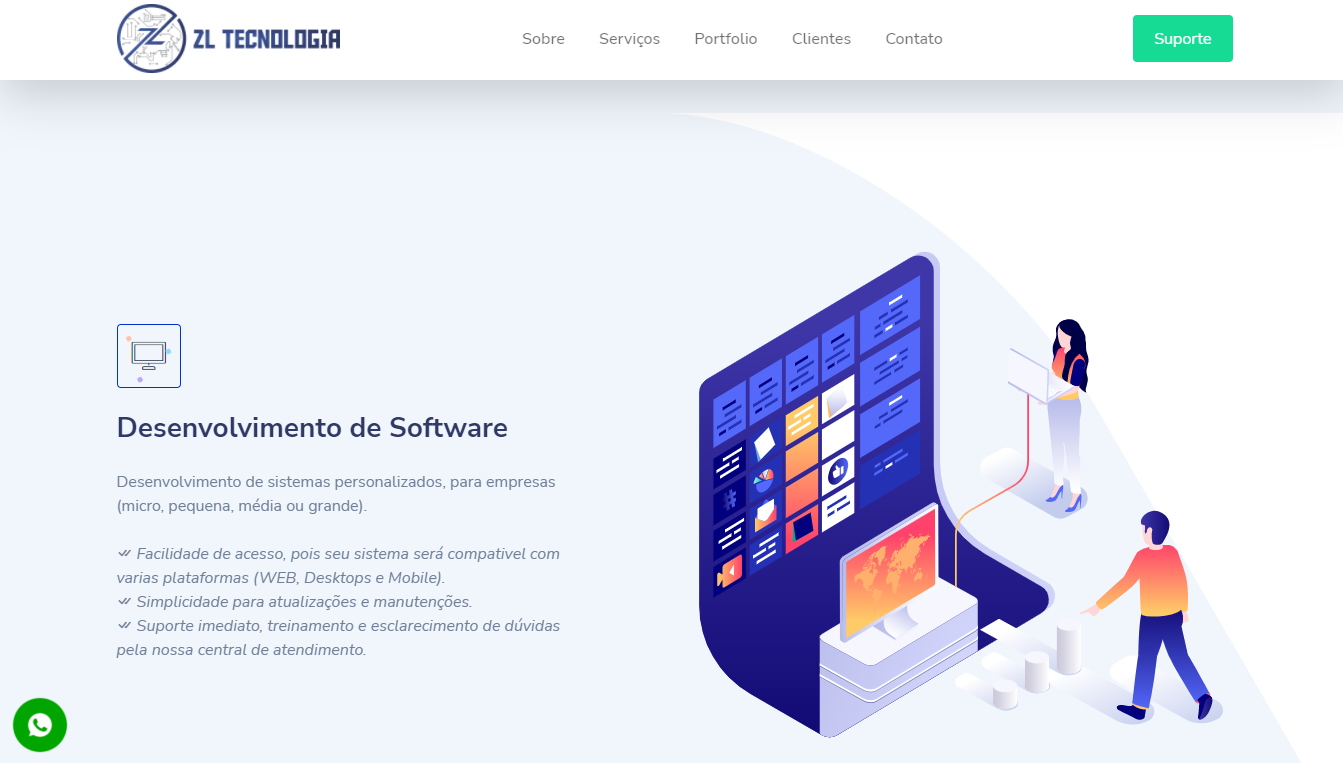 ZL TECNOLOGIA
Sobre Serviços Portfolio Clientes Contato
Suporte
Desenvolvimento de Software
Desenvolvimento de sistemas personalizados, para empresas
(micro, pequena, média ou grande).
Facilidade de acesso, pois seu sistema será compativel com
varias plataformas (WEB, Desktops e Mobile).
Simplicidade para atualizações e manutenções.
Suporte imediato, treinamento e esclarecimento de dúvidas
pela nossa central de atendimento.
#